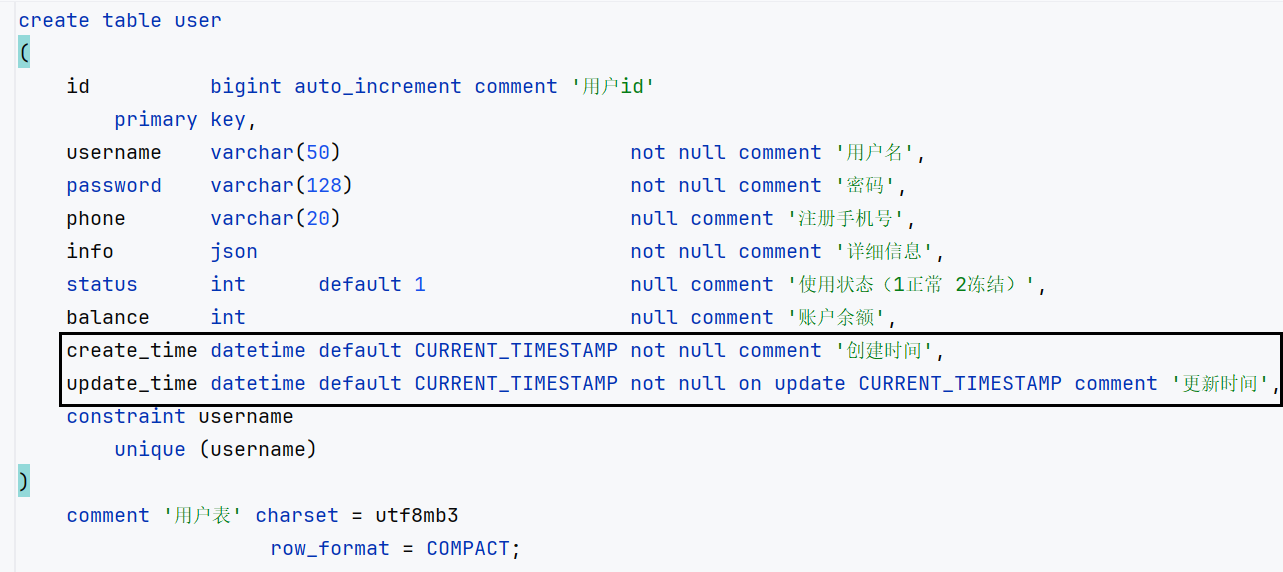 create table user
(
id bigint auto_increment comment '用户id'
primary key,
username varchar(50) not null comment '用户名',
password varchar(128) not null comment '密码',
phone varchar(20) null comment '注册手机号',
info json not null comment '详细信息',
status int default 1 null comment '使用状态（1正常 2冻结）',
balance int null comment '账户余额',
create_time datetime default CURRENT_TIMESTAMP not null comment '创建时间',
update_time datetime default CURRENT_TIMESTAMP not null on update CURRENT_TIMESTAMP comment '更新时间',
constraint username
unique (username)
)
comment '用户表' charset = utf8mb3
row_format = COMPACT;